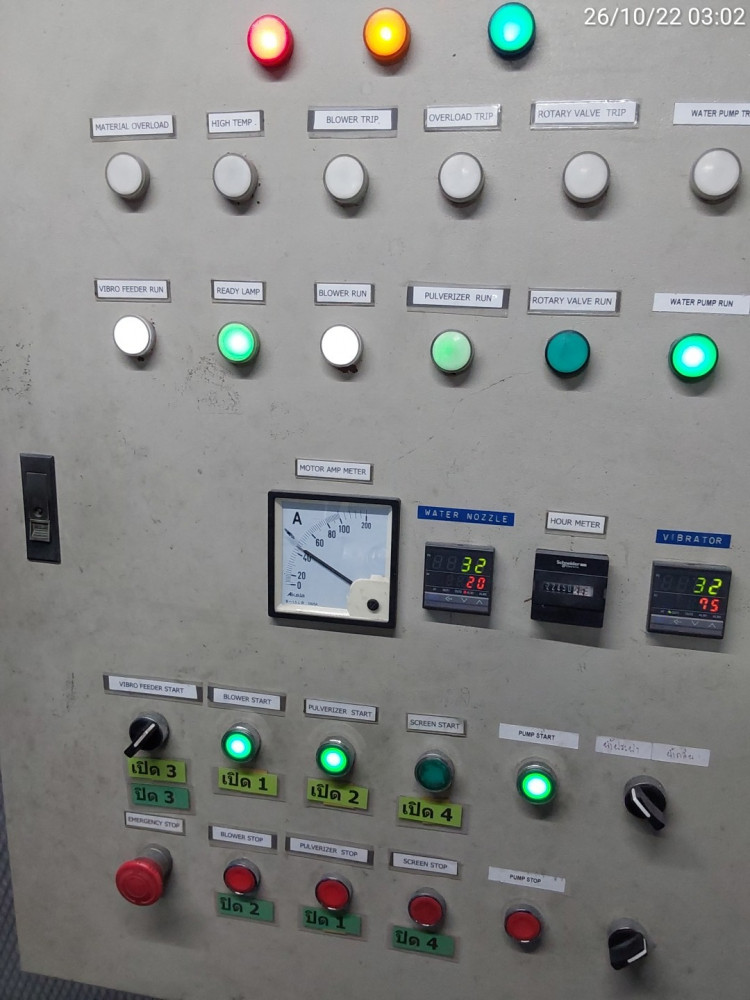 26/10/22 03:02
MATERIAL OVERLOAD
HIGH TEMP.
BLOWER TRIP
OVERLOAD TRIP
ROTARY VALVE TRIP
WATER PUMP TR
VIBRO FEEDER RUN
READY LAMP
BLOWER RUN
PULVERIZER RUN
ROTARY VALVE RUN
WATER PUMP RUN
MOTOR AMP METER
WATER NOZZLE
HOUR METER
VIBRATOR
A
0 20 40 60 80 100 200
32
20
Schneider
32
75
VIBRO FEEDER START
BLOWER START
PULVERIZER START
SCREEN START
PUMP START
เปิด 3
เปิด 1
เปิด 2
เปิด 4
ปิด 3
EMERGENCY STOP
BLOWER STOP
PULVERIZER STOP
SCREEN STOP
PUMP STOP
ปิด 2
ปิด 1
ปิด 4